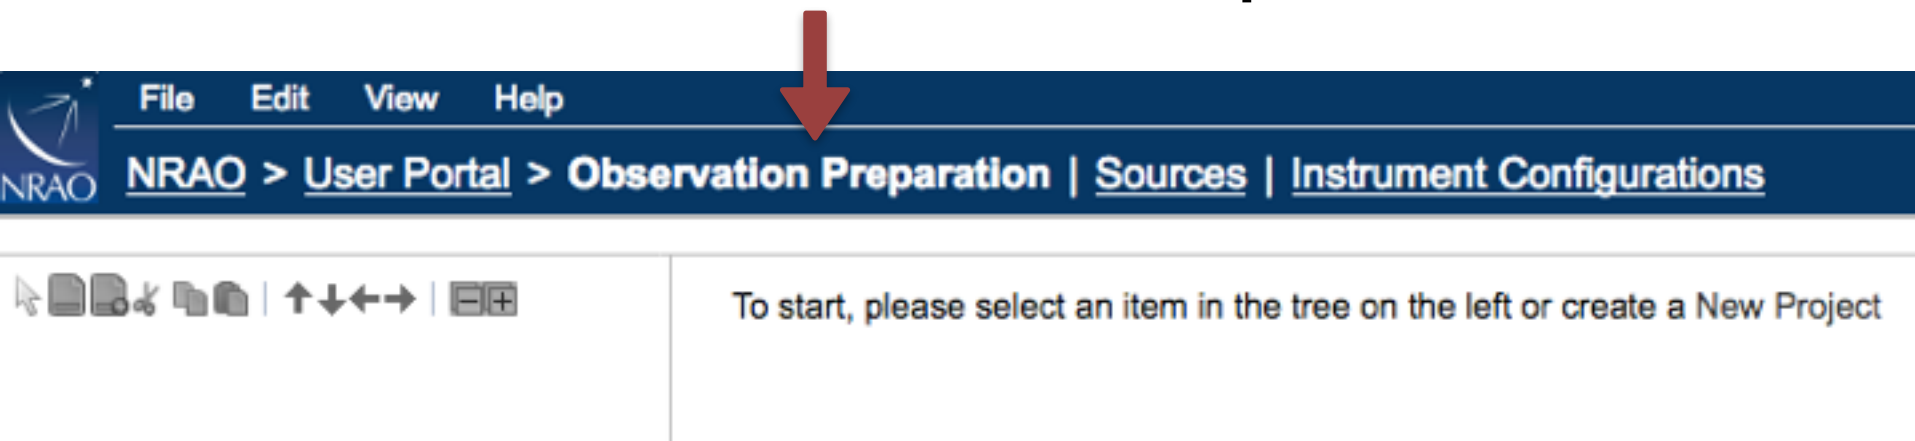 File Edit View Help
NRAO
NRAO > User Portal > Observation Preparation | Sources | Instrument Configurations
To start, please select an item in the tree on the left or create a New Project